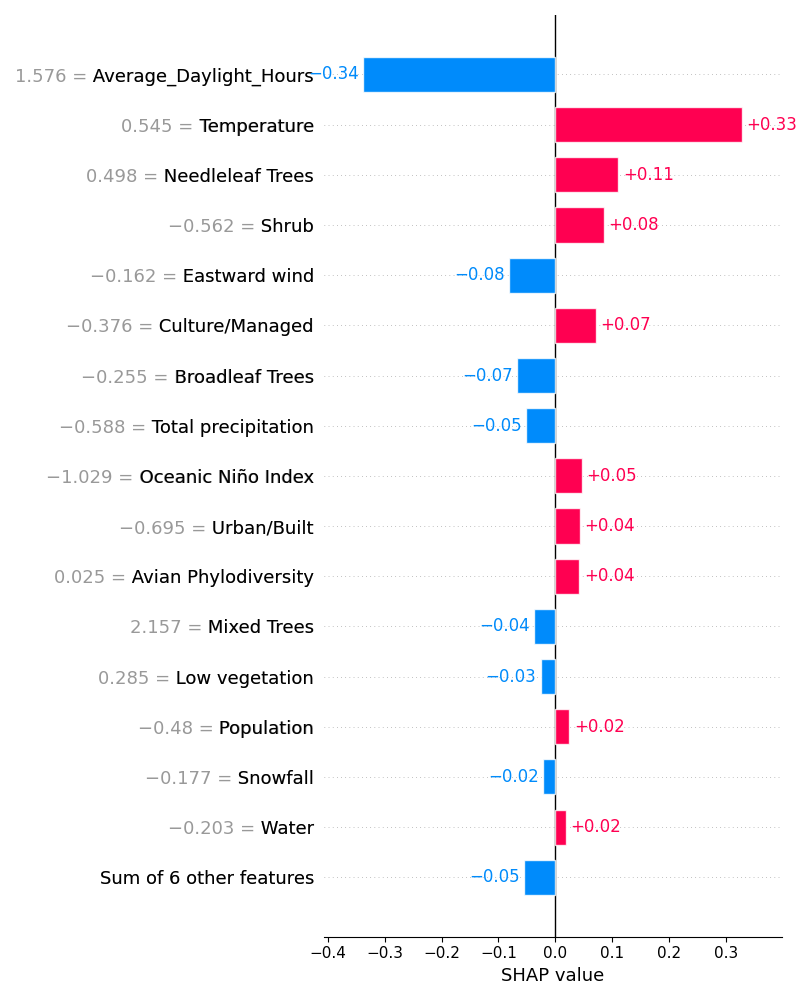 1.576 = Average_Daylight_Hours −0.34
0.545 = Temperature +0.33
0.498 = Needleleaf Trees +0.11
−0.562 = Shrub +0.08
−0.162 = Eastward wind −0.08
−0.376 = Culture/Managed +0.07
−0.255 = Broadleaf Trees −0.07
−0.588 = Total precipitation −0.05
−1.029 = Oceanic Niño Index +0.05
−0.695 = Urban/Built +0.04
0.025 = Avian Phylodiversity +0.04
2.157 = Mixed Trees −0.04
0.285 = Low vegetation −0.03
−0.48 = Population +0.02
−0.177 = Snowfall −0.02
−0.203 = Water +0.02
Sum of 6 other features −0.05
−0.4 −0.3 −0.2 −0.1 0.0 0.1 0.2 0.3
SHAP value